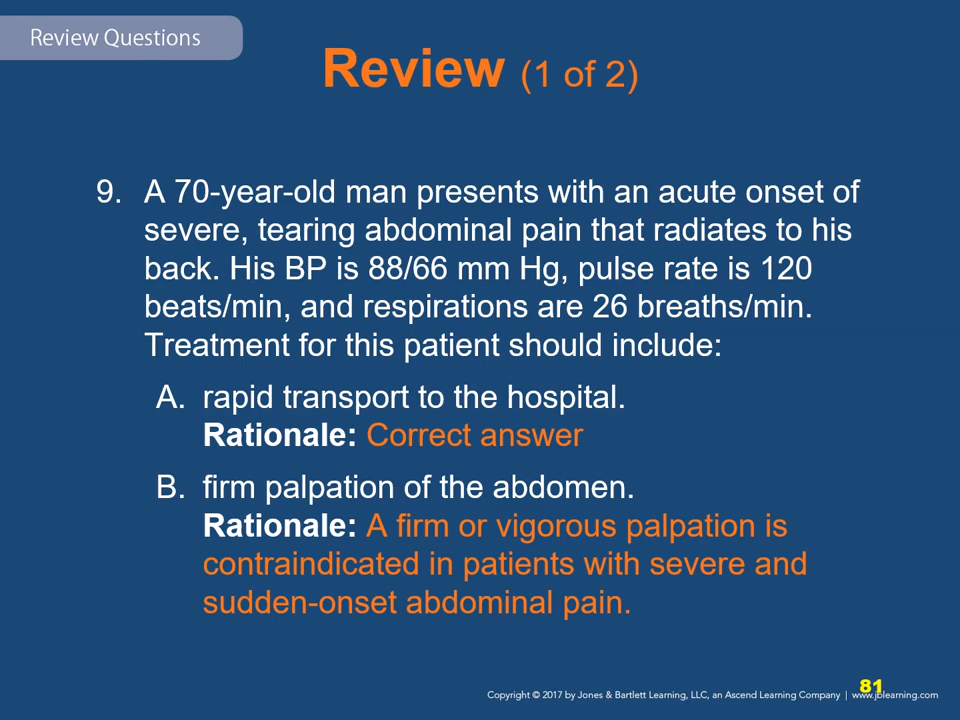 Review Questions
Review (1 of 2)
9. A 70-year-old man presents with an acute onset of
severe, tearing abdominal pain that radiates to his
back. His BP is 88/66 mm Hg, pulse rate is 120
beats/min, and respirations are 26 breaths/min.
Treatment for this patient should include:
A. rapid transport to the hospital.
Rationale: Correct answer
B. firm palpation of the abdomen.
Rationale: A firm or vigorous palpation is
contraindicated in patients with severe and
sudden-onset abdominal pain.
81
Copyright © 2017 by Jones & Bartlett Learning, LLC, an Ascend Learning Company | www.jblearning.com